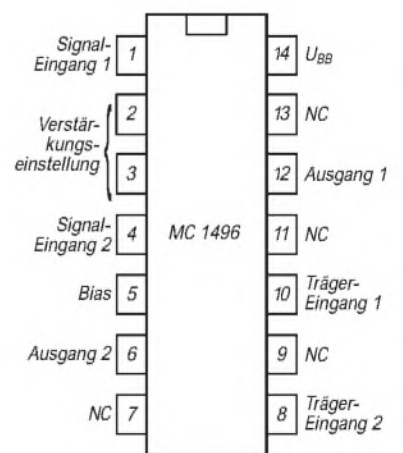 Signal-
Eingang 1
1
14
U_BB
2
13
NC
Verstär-
kungs-
einstellung
3
12
Ausgang 1
Signal-
Eingang 2
4
MC 1496
11
NC
Bias
5
10
Träger-
Eingang 1
Ausgang 2
6
9
NC
NC
7
8
Träger-
Eingang 2